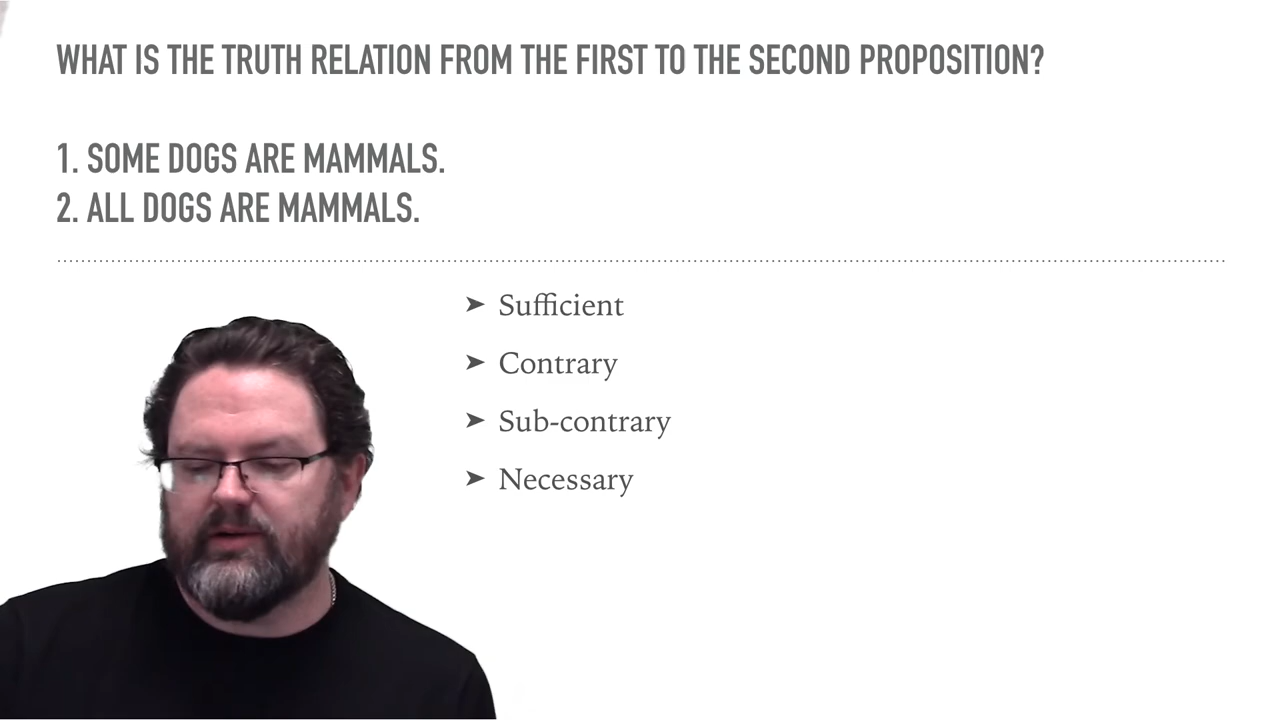 WHAT IS THE TRUTH RELATION FROM THE FIRST TO THE SECOND PROPOSITION?
1. SOME DOGS ARE MAMMALS.
2. ALL DOGS ARE MAMMALS.
➤ Sufficient
➤ Contrary
➤ Sub-contrary
➤ Necessary